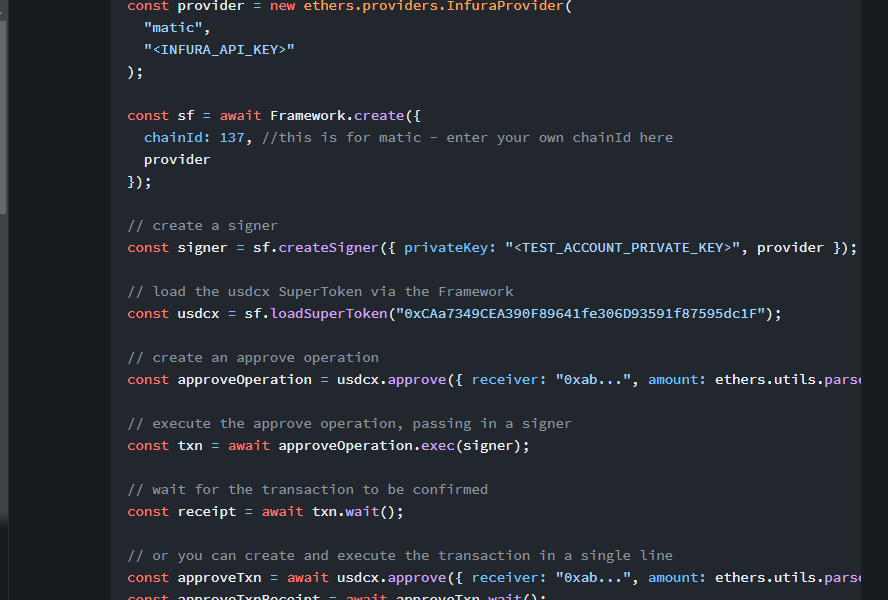 const provider = new ethers.providers.InfuraProvider(
"matic",
"<INFURA_API_KEY>"
);
const sf = await Framework.create({
chainId: 137, //this is for matic - enter your own chainId here
provider
});
// create a signer
const signer = sf.createSigner({ privateKey: "<TEST_ACCOUNT_PRIVATE_KEY>", provider });
// load the usdcx SuperToken via the Framework
const usdcx = sf.loadSuperToken("0xCAa7349CEA390F89641fe306D93591f87595dc1F");
// create an approve operation
const approveOperation = usdcx.approve({ receiver: "0xab...", amount: ethers.utils.parse
// execute the approve operation, passing in a signer
const txn = await approveOperation.exec(signer);
// wait for the transaction to be confirmed
const receipt = await txn.wait();
// or you can create and execute the transaction in a single line
const approveTxn = await usdcx.approve({ receiver: "0xab...", amount: ethers.utils.parse
const approveTxnReceipt = await approveTxn.wait();